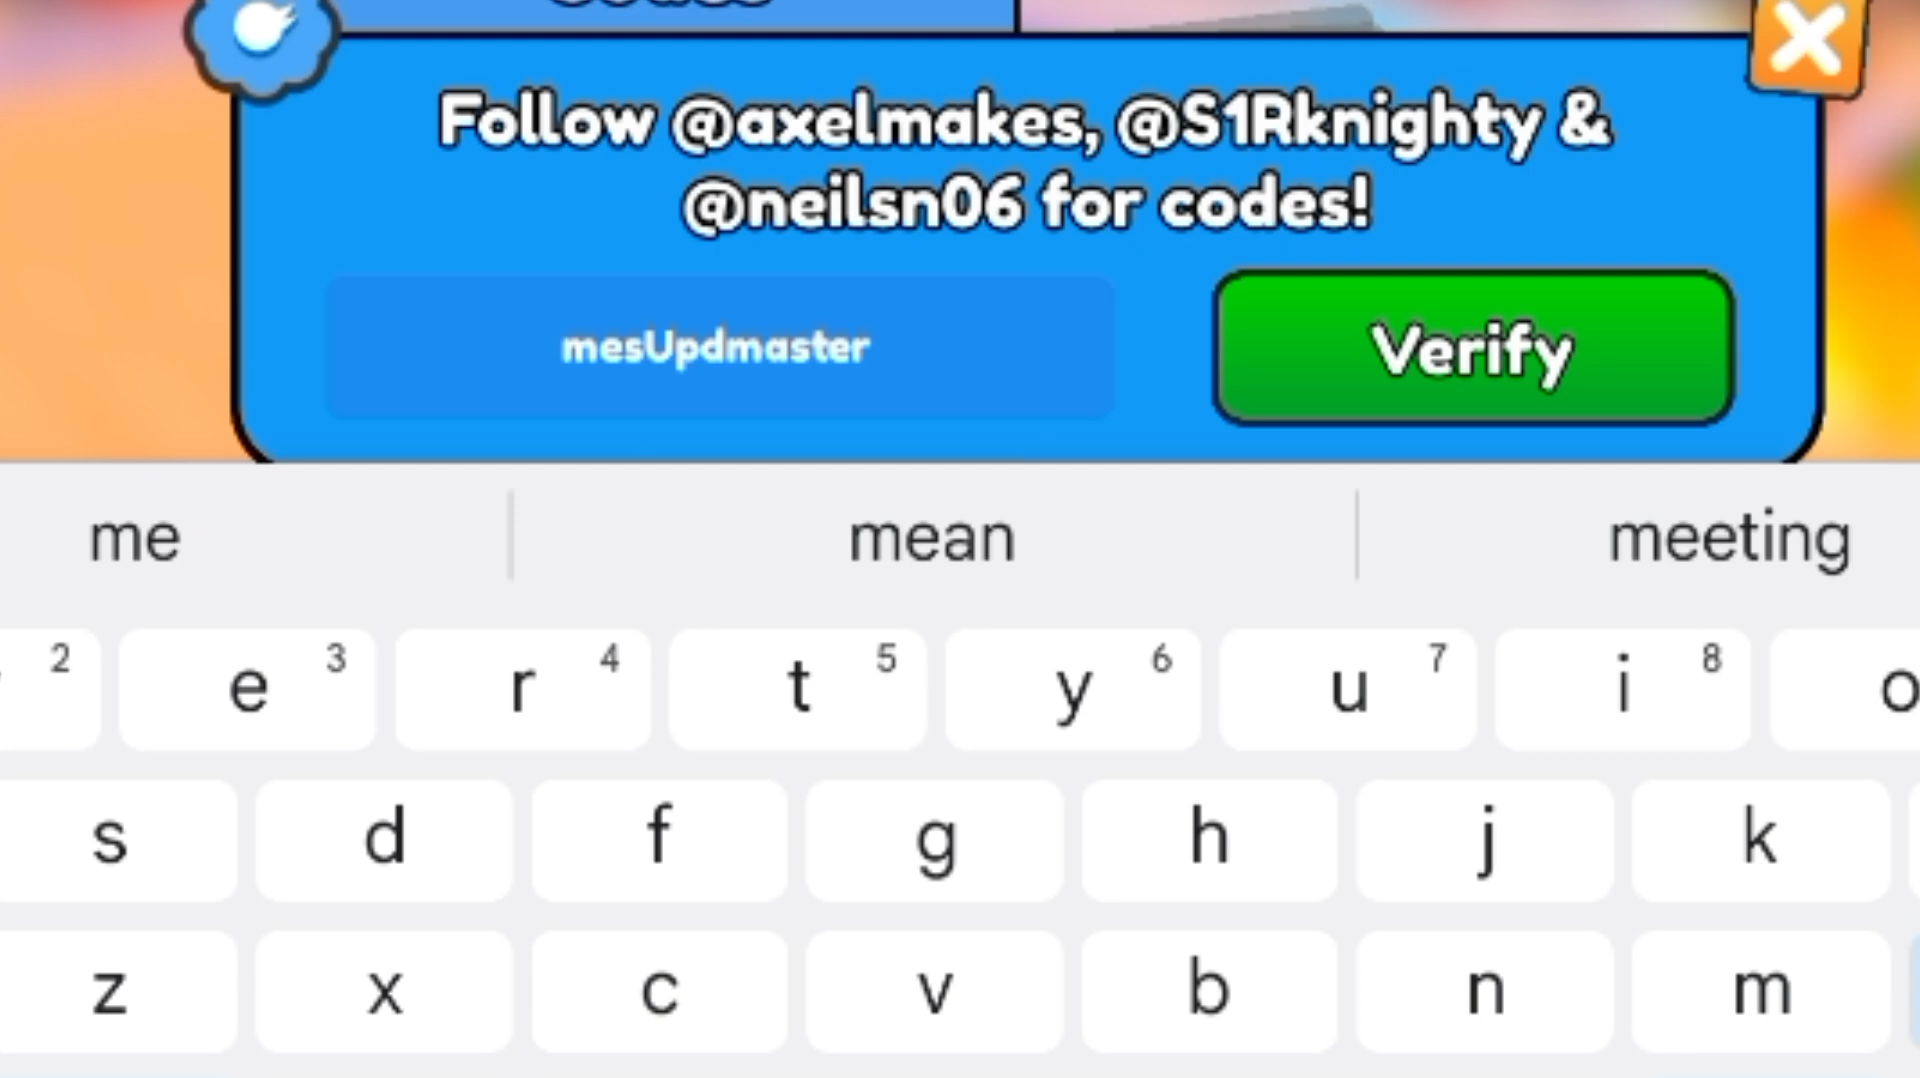 Follow @axelmakes, @S1Rknighty &
@neilsn06 for codes!
mesUpdmaster
Verify
me mean meeting
2 e 3 r 4 t 5 y 6 u 7 i 8 o
s d f g h j k
z x c v b n m